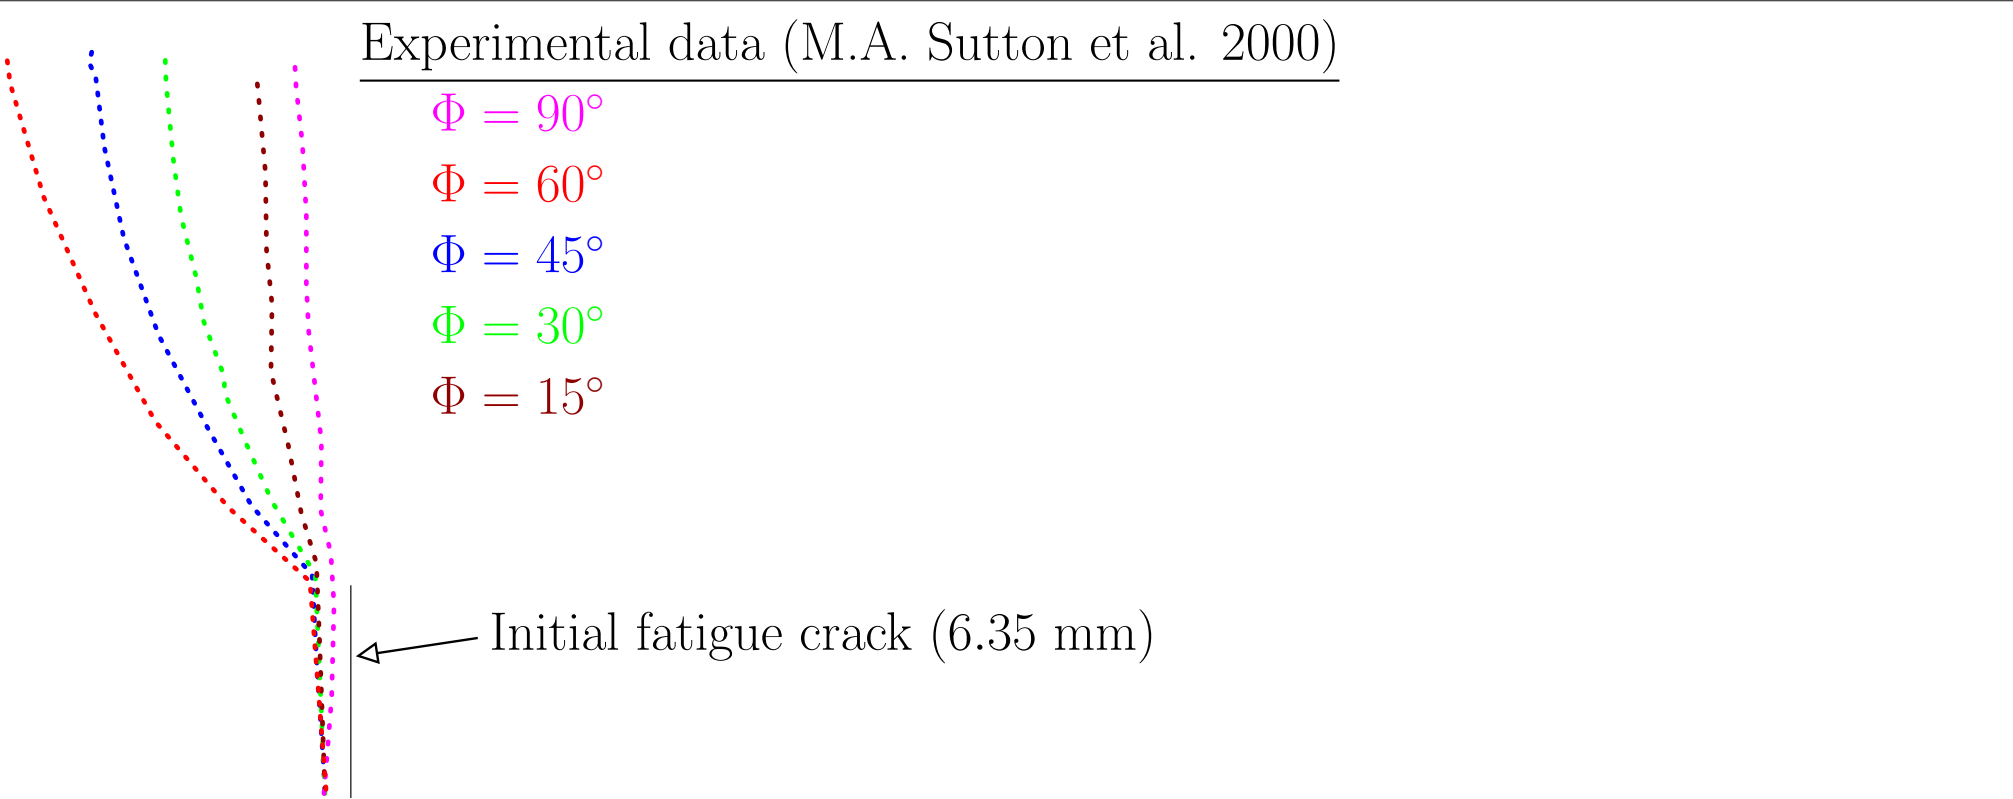 Experimental data (M.A. Sutton et al. 2000)
Φ = 90°
Φ = 60°
Φ = 45°
Φ = 30°
Φ = 15°
Initial fatigue crack (6.35 mm)